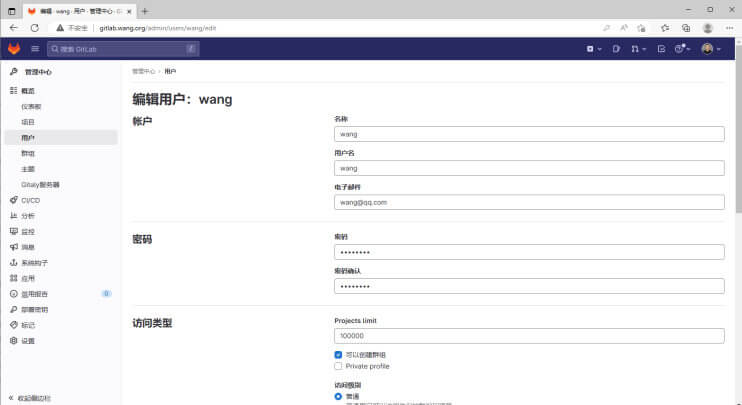 编辑 · wang · 用户 · 管理中心 · G
不安全 | gitlab.wang.org/admin/users/wang/edit
搜索 GitLab
/
管理中心
管理中心 > 用户
概览
仪表板
项目
用户
群组
主题
Gitaly服务器
CI/CD
分析
监控
消息
系统钩子
应用
滥用报告 0
部署密钥
标记
设置
收起侧边栏
编辑用户：wang
帐户
名称
wang
用户名
wang
电子邮件
wang@qq.com
密码
密码
••••••••
密码确认
••••••••
访问类型
Projects limit
100000
可以创建群组
Private profile
访问级别
普通